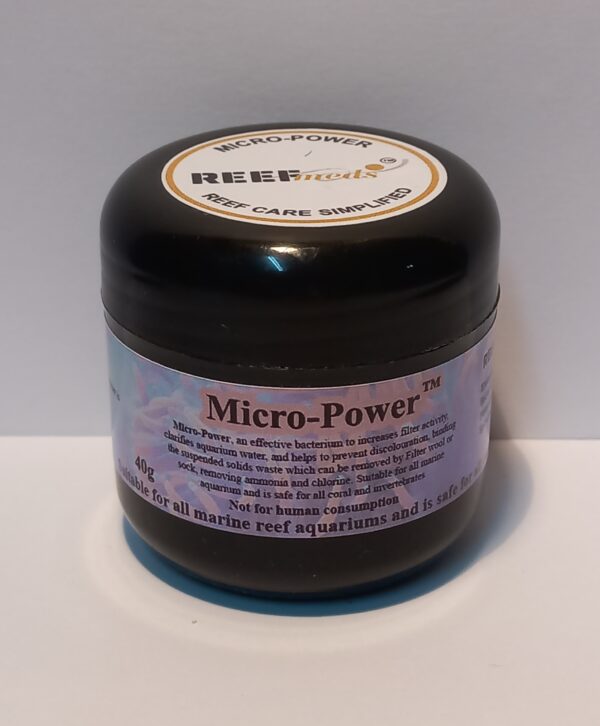 MICRO-POWER
REEFmeds™
REEF CARE SIMPLIFIED
Micro-Power™
Micro-Power, an effective bacterium to increases filter activity,
clarifies aquarium water, and helps to prevent discolouration, binding
the suspended solids waste which can be removed by Filter wool or
sock, removing ammonia and chlorine. Suitable for all marine
aquarium and is safe for all coral and invertebrates
40g
Not for human consumption
Suitable for all marine reef aquariums and is safe for